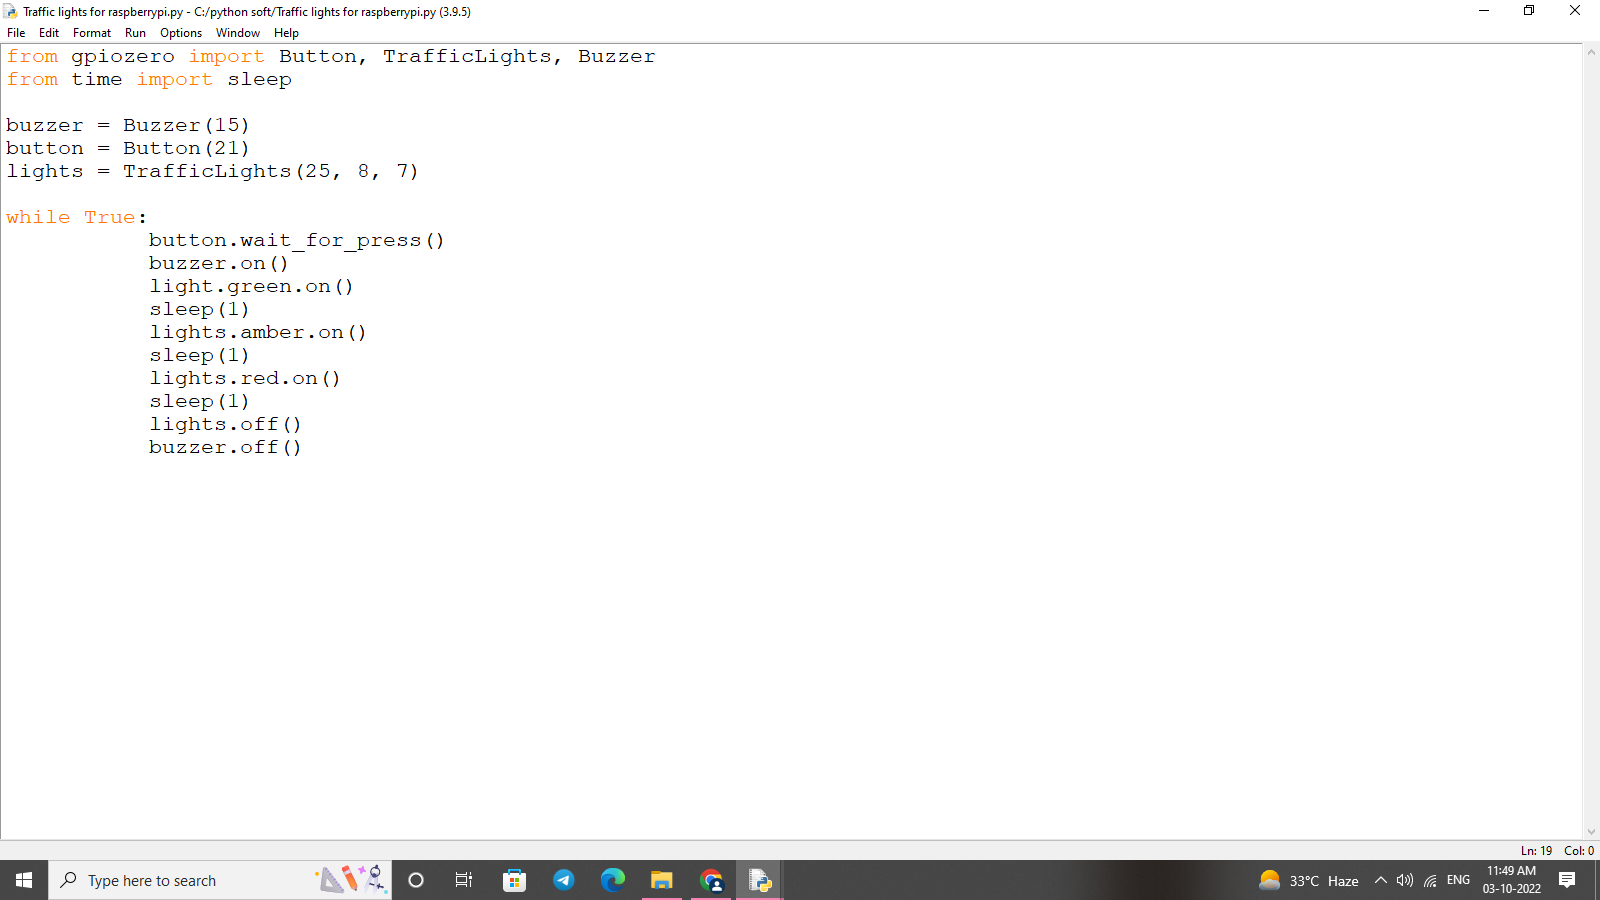 Traffic lights for raspberrypi.py - C:/python soft/Traffic lights for raspberrypi.py (3.9.5)
File Edit Format Run Options Window Help
from gpiozero import Button, TrafficLights, Buzzer
from time import sleep
buzzer = Buzzer(15)
button = Button(21)
lights = TrafficLights(25, 8, 7)
while True:
button.wait_for_press()
buzzer.on()
light.green.on()
sleep(1)
lights.amber.on()
sleep(1)
lights.red.on()
sleep(1)
lights.off()
buzzer.off()
Ln: 19 Col: 0
Type here to search
33°C Haze
ENG
11:49 AM
03-10-2022